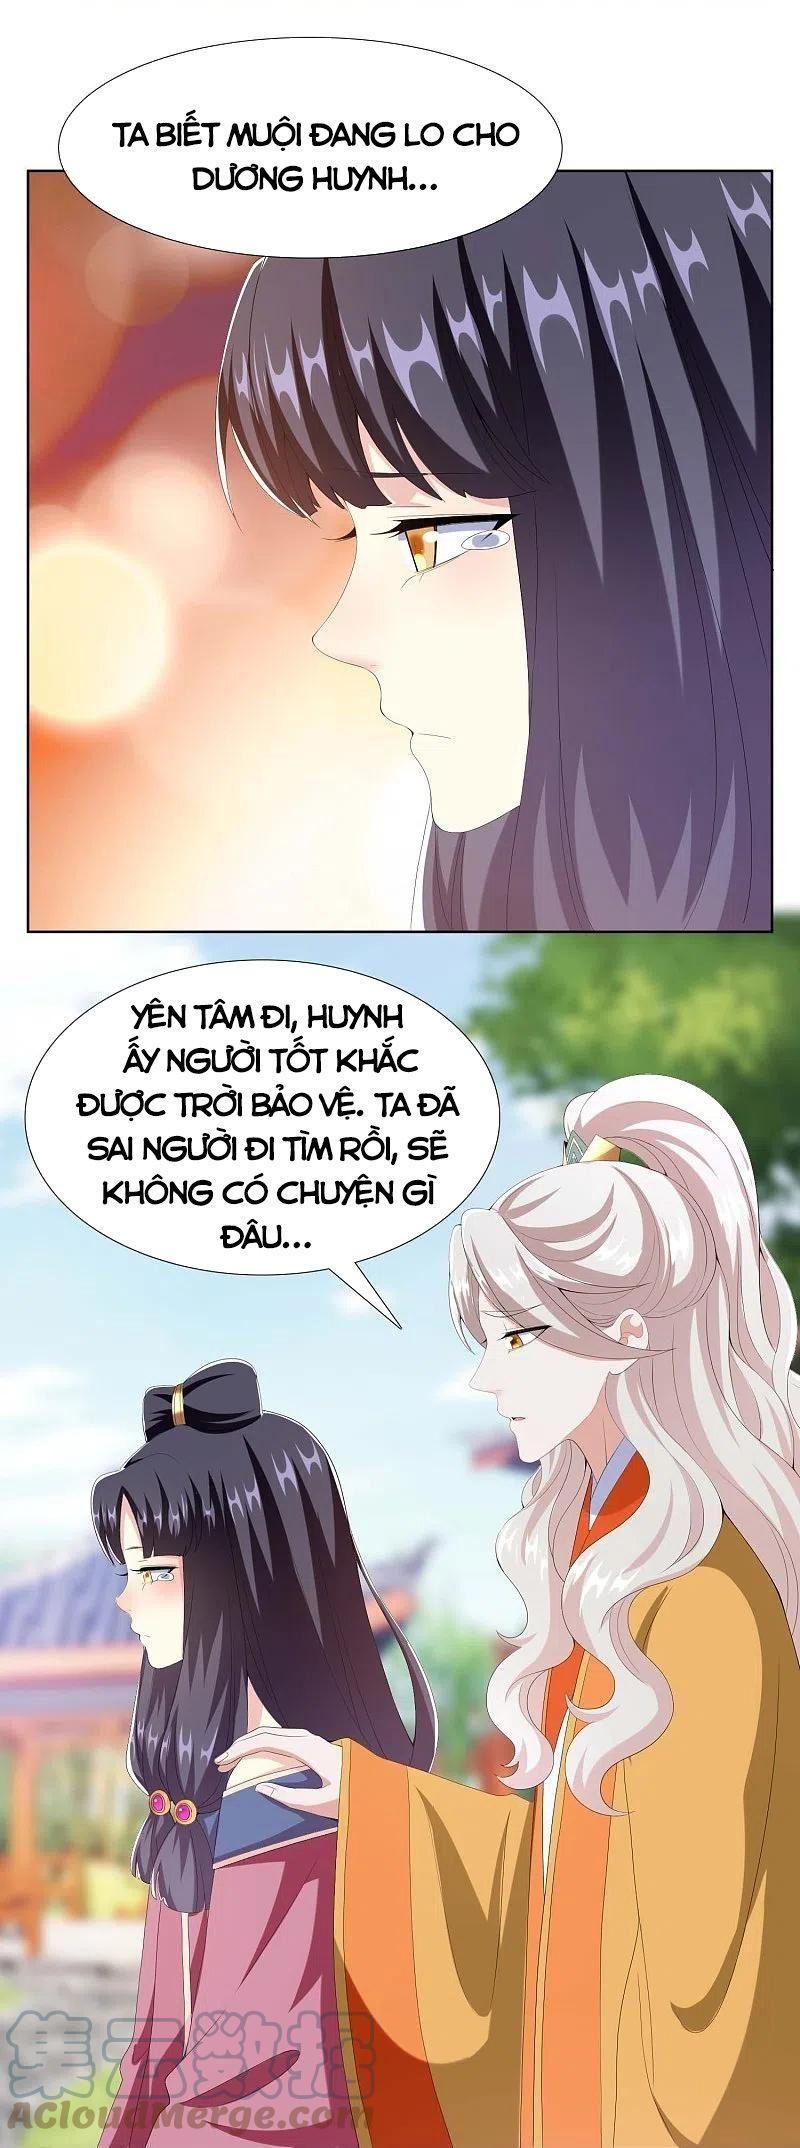 TA BIẾT MUỘI ĐANG LO CHO
DƯƠNG HUYNH...
YÊN TÂM ĐI, HUYNH
ẤY NGƯỜI TỐT KHẮC
ĐƯỢC TRỜI BẢO VỆ. TA ĐÃ
SAI NGƯỜI ĐI TÌM RỒI, SẼ
KHÔNG CÓ CHUYỆN GÌ
ĐÂU...
集云数据
AcloudMerge.com